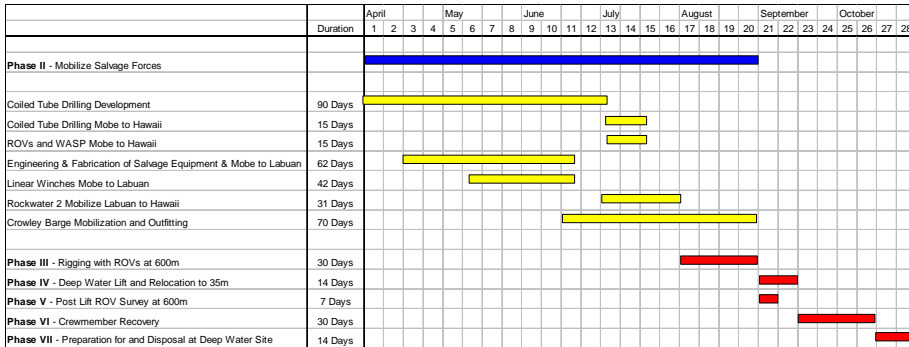 April May June July August September October
Duration 1 2 3 4 5 6 7 8 9 10 11 12 13 14 15 16 17 18 19 20 21 22 23 24 25 26 27 28
Phase II - Mobilize Salvage Forces
Coiled Tube Drilling Development 90 Days
Coiled Tube Drilling Mobe to Hawaii 15 Days
ROVs and WASP Mobe to Hawaii 15 Days
Engineering & Fabrication of Salvage Equipment & Mobe to Labuan 62 Days
Linear Winches Mobe to Labuan 42 Days
Rockwater 2 Mobilize Labuan to Hawaii 31 Days
Crowley Barge Mobilization and Outfitting 70 Days
Phase III - Rigging with ROVs at 600m 30 Days
Phase IV - Deep Water Lift and Relocation to 35m 14 Days
Phase V - Post Lift ROV Survey at 600m 7 Days
Phase VI - Crewmember Recovery 30 Days
Phase VII - Preparation for and Disposal at Deep Water Site 14 Days